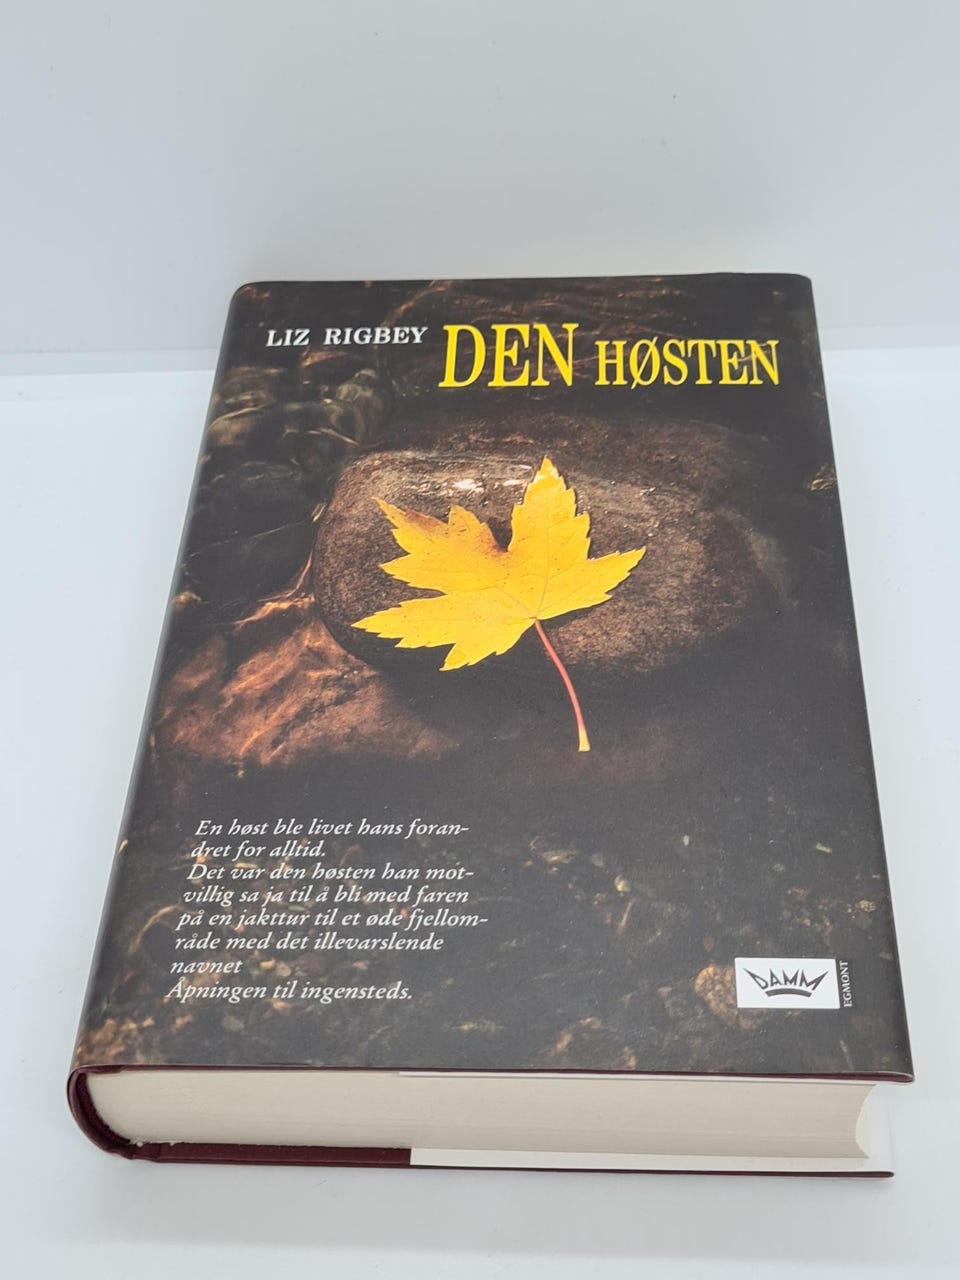 LIZ RIGBEY DEN HØSTEN
En høst ble livet hans foran-
dret for alltid.
Det var den høsten han mot-
villig sa ja til å bli med faren
på en jakttur til et øde fjellom-
råde med det illevarslende
navnet
Åpningen til ingensteds.
DAMM
EGMONT